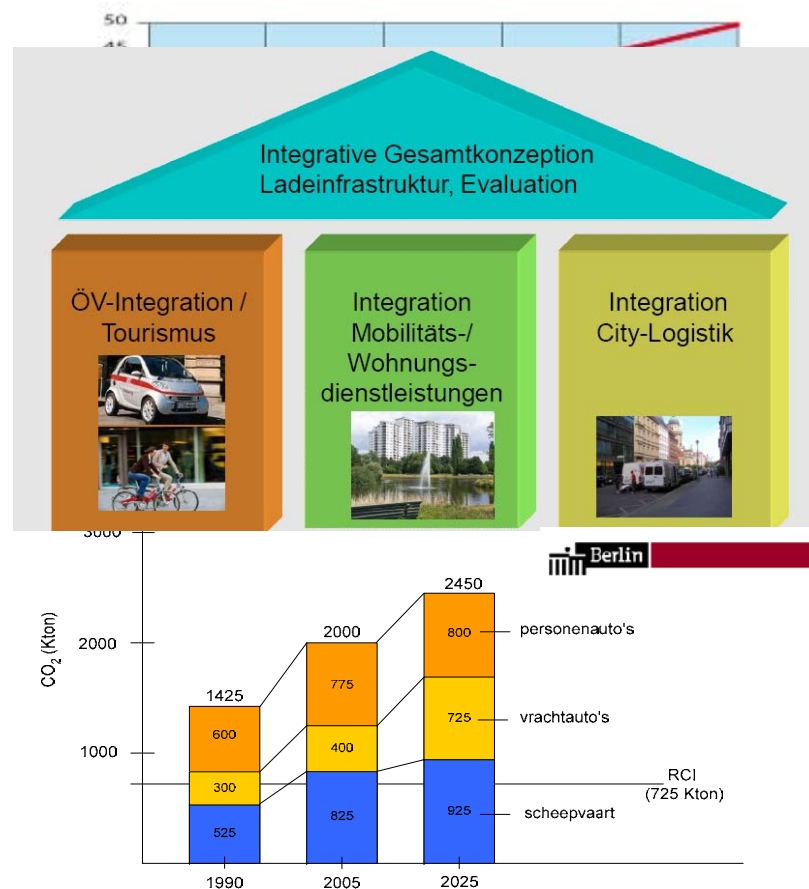 50
45
Integrative Gesamtkonzeption
Ladeinfrastruktur, Evaluation
ÖV-Integration /
Tourismus
Integration
Mobilitäts-/
Wohnungs-
dienstleistungen
Integration
City-Logistik
Berlin
3000
2000
1000
CO₂ (Kton)
1425
600
300
525
2000
775
400
825
2450
800
725
925
personenauto's
vrachtauto's
RCI
(725 Kton)
scheepvaart
1990
2005
2025